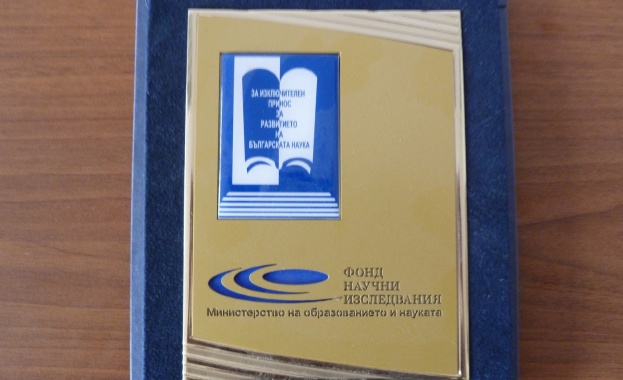 ЗА ИЗКЛЮЧИТЕЛЕН
ПРИНОС
ЗА
РАЗВИТИЕТО
НА
БЪЛГАРСКАТА НАУКА
ФОНД
НАУЧНИ
ИЗСЛЕДВАНИЯ
Министерство на образованието и науката